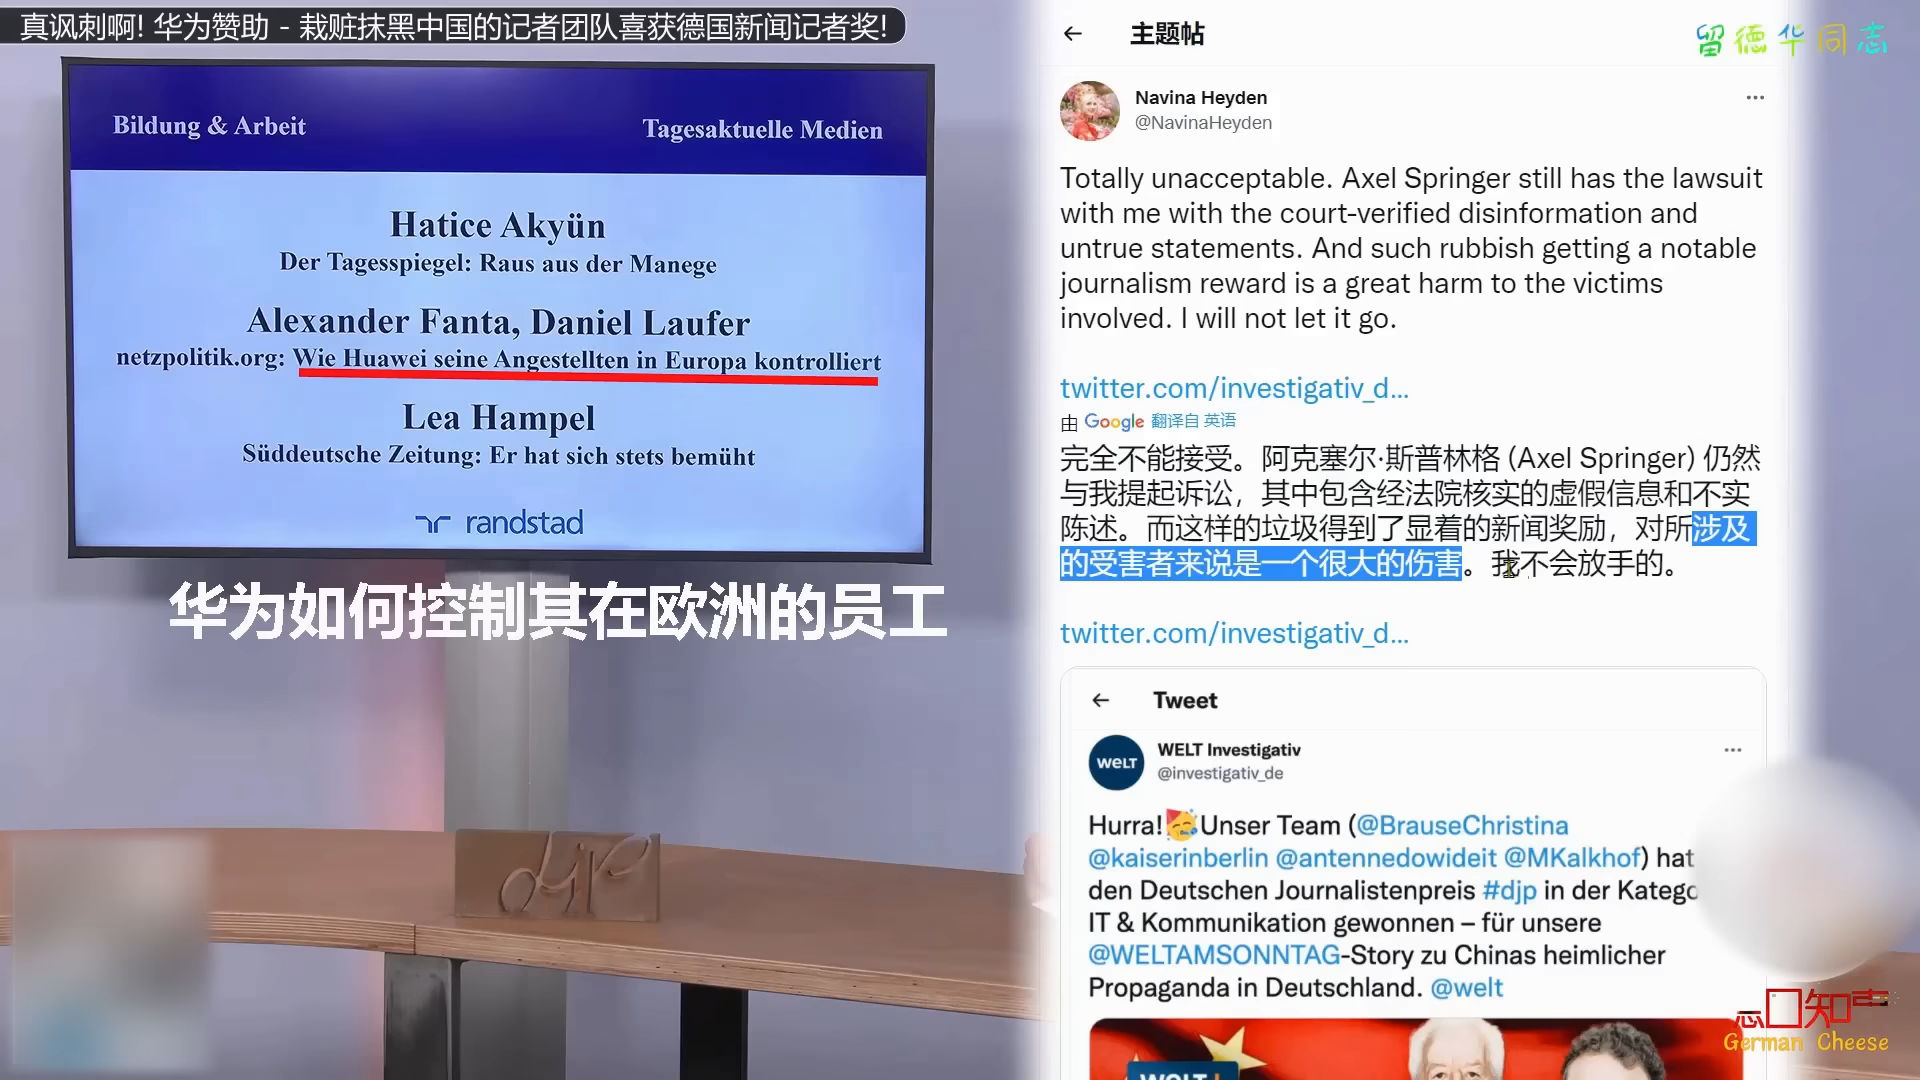 真讽刺啊! 华为赞助 - 栽赃抹黑中国的记者团队喜获德国新闻记者奖!
Bildung & Arbeit
Tagesaktuelle Medien
Hatice Akyün
Der Tagesspiegel: Raus aus der Manege
Alexander Fanta, Daniel Laufer
netzpolitik.org: Wie Huawei seine Angestellten in Europa kontrolliert
Lea Hampel
Süddeutsche Zeitung: Er hat sich stets bemüht
randstad
华为如何控制其在欧洲的员工
djp
主题帖
留德华同志
Navina Heyden
@NavinaHeyden
Totally unacceptable. Axel Springer still has the lawsuit
with me with the court-verified disinformation and
untrue statements. And such rubbish getting a notable
journalism reward is a great harm to the victims
involved. I will not let it go.
twitter.com/investigativ_d...
由 Google 翻译自 英语
完全不能接受。阿克塞尔·斯普林格 (Axel Springer) 仍然
与我提起诉讼，其中包含经法院核实的虚假信息和不实
陈述。而这样的垃圾得到了显着的新闻奖励，对所涉及
的受害者来说是一个很大的伤害。我不会放手的。
twitter.com/investigativ_d...
Tweet
WELT
WELT Investigativ
@investigativ_de
Hurra!🥳Unser Team (@BrauseChristina
@kaiserinberlin @antennedowideit @MKalkhof) hat
den Deutschen Journalistenpreis #djp in der Katego
IT & Kommunikation gewonnen – für unsere
@WELTAMSONNTAG-Story zu Chinas heimlicher
Propaganda in Deutschland. @welt
German Cheese